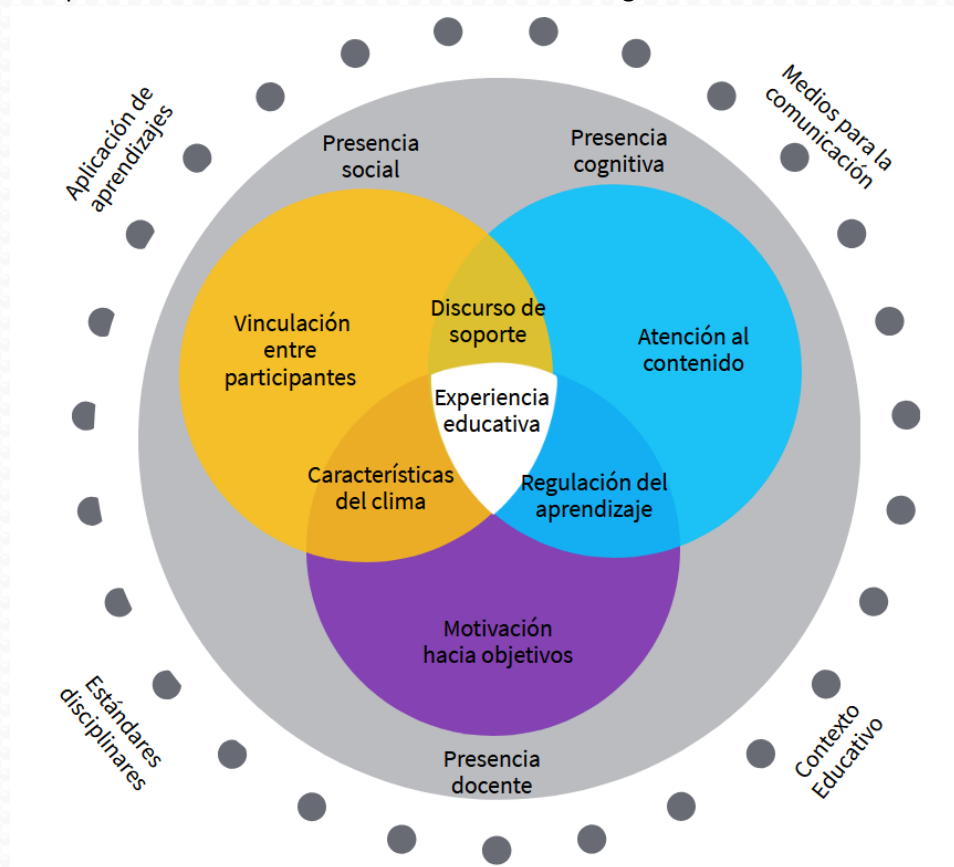 Presencia
social
Presencia
cognitiva
Medios para la
comunicación
Aplicación de
aprendizajes
Discurso de
soporte
Vinculación
entre
participantes
Atención al
contenido
Experiencia
educativa
Características
del clima
Regulación del
aprendizaje
Motivación
hacia objetivos
Estándares
disciplinares
Contexto
Educativo
Presencia
docente